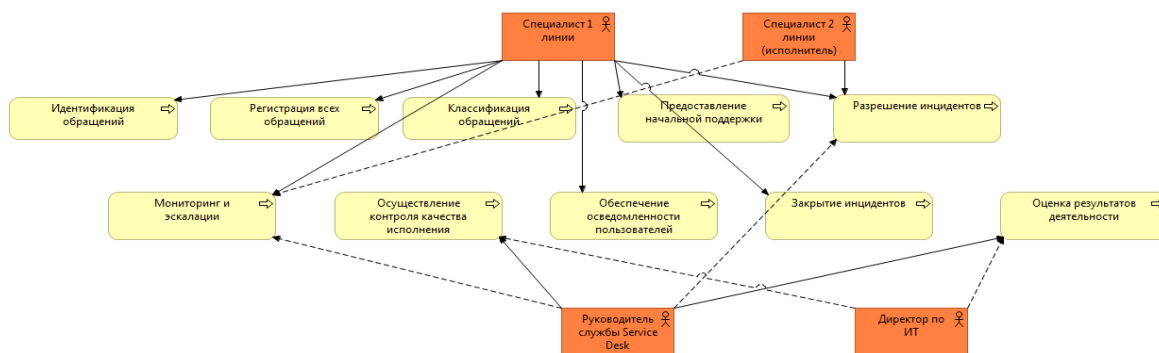 Специалист 1
линии
Специалист 2
линии
(исполнитель)
Идентификация
обращений
Регистрация всех
обращений
Классификация
обращений
Предоставление
начальной поддержки
Разрешение инцидентов
Мониторинг и
эскалации
Осуществление
контроля качества
исполнения
Обеспечение
осведомленности
пользователей
Закрытие инцидентов
Оценка результатов
деятельности
Руководитель
службы Service
Desk
Директор по
ИТ